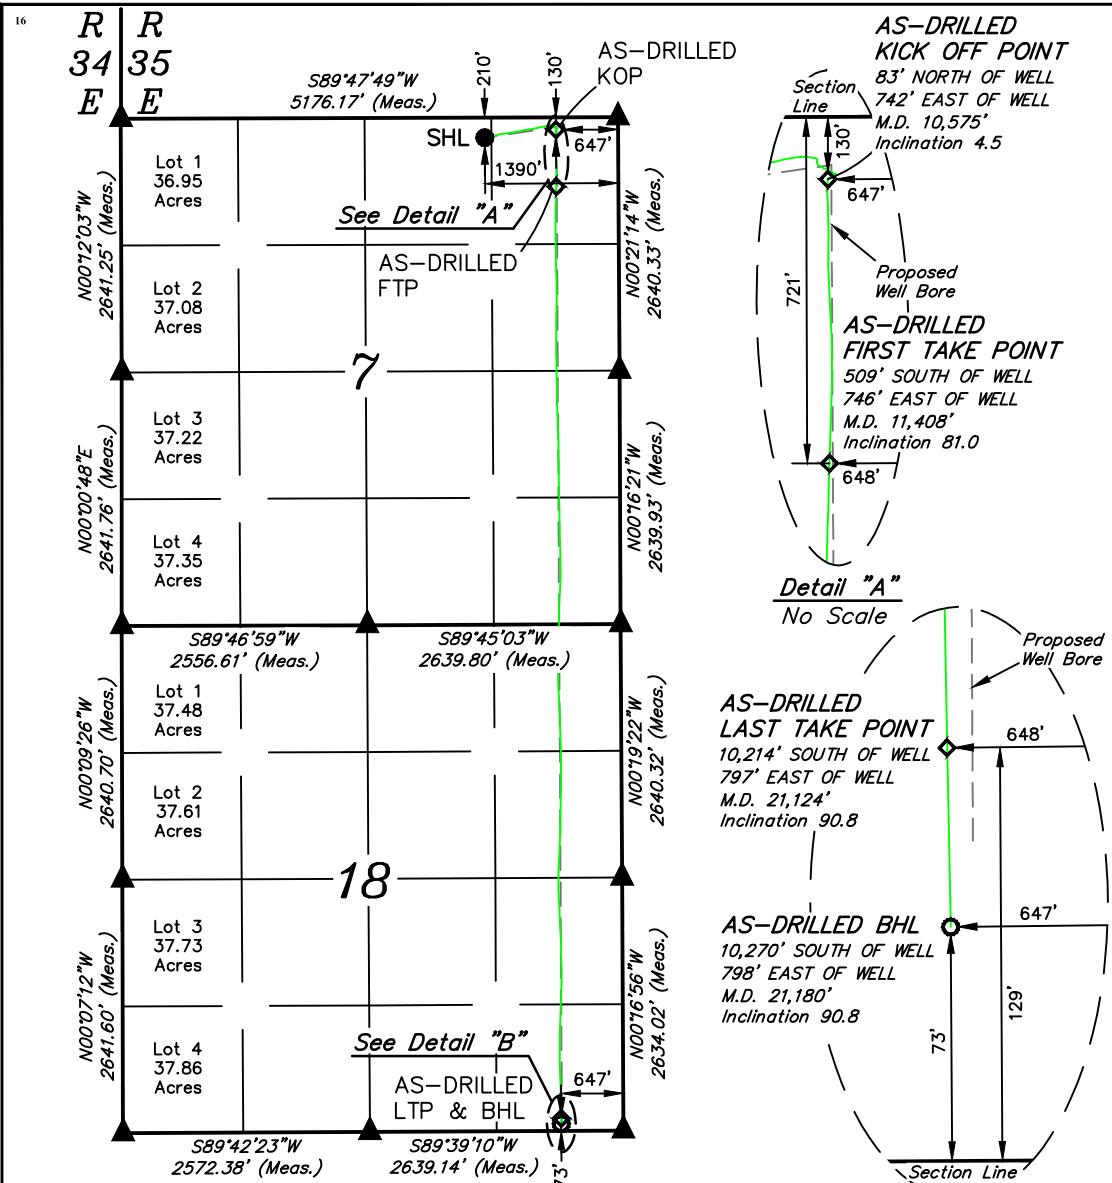 16
R R
34 35
E E
S89°47'49"W
5176.17' (Meas.)
210'
130'
AS-DRILLED
KOP
SHL
647'
1390'
See Detail "A"
AS-DRILLED
FTP
Lot 1
36.95
Acres
Lot 2
37.08
Acres
Lot 3
37.22
Acres
Lot 4
37.35
Acres
7
N00°12'03"W
2641.25' (Meas.)
N00°00'48"E
2641.76' (Meas.)
N00°21'14"W
2640.33' (Meas.)
N00°16'21"W
2639.93' (Meas.)
S89°46'59"W
2556.61' (Meas.)
S89°45'03"W
2639.80' (Meas.)
Lot 1
37.48
Acres
Lot 2
37.61
Acres
Lot 3
37.73
Acres
Lot 4
37.86
Acres
18
N00°09'26"W
2640.70' (Meas.)
N00°07'12"W
2641.60' (Meas.)
N00°19'22"W
2640.32' (Meas.)
N00°16'56"W
2634.02' (Meas.)
See Detail "B"
AS-DRILLED
LTP & BHL
647'
73'
S89°42'23"W
2572.38' (Meas.)
S89°39'10"W
2639.14' (Meas.)
AS-DRILLED
KICK OFF POINT
83' NORTH OF WELL
742' EAST OF WELL
M.D. 10,575'
Inclination 4.5
Section
Line
130'
647'
Proposed
Well Bore
721'
AS-DRILLED
FIRST TAKE POINT
509' SOUTH OF WELL
746' EAST OF WELL
M.D. 11,408'
Inclination 81.0
648'
Detail "A"
No Scale
Proposed
Well Bore
AS-DRILLED
LAST TAKE POINT
10,214' SOUTH OF WELL
797' EAST OF WELL
M.D. 21,124'
Inclination 90.8
648'
AS-DRILLED BHL
10,270' SOUTH OF WELL
798' EAST OF WELL
M.D. 21,180'
Inclination 90.8
647'
73'
129'
Section Line